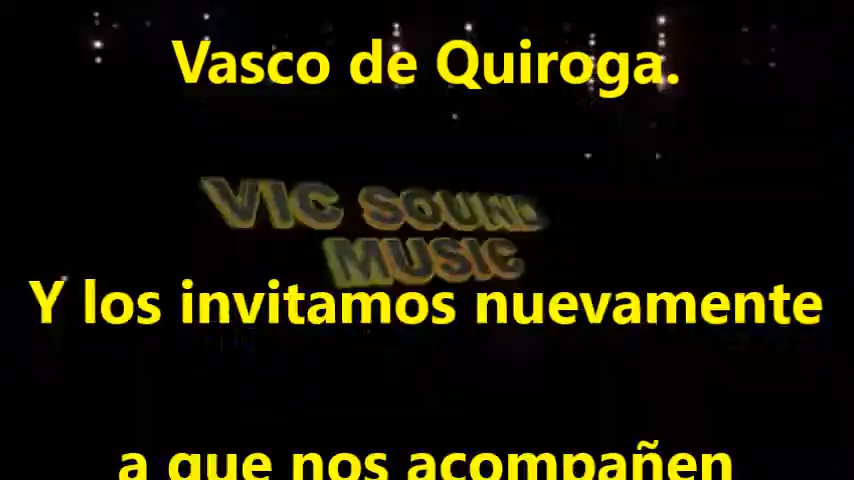 Vasco de Quiroga.
VIC SOUND
MUSIC
Y los invitamos nuevamente
a que nos acompañen